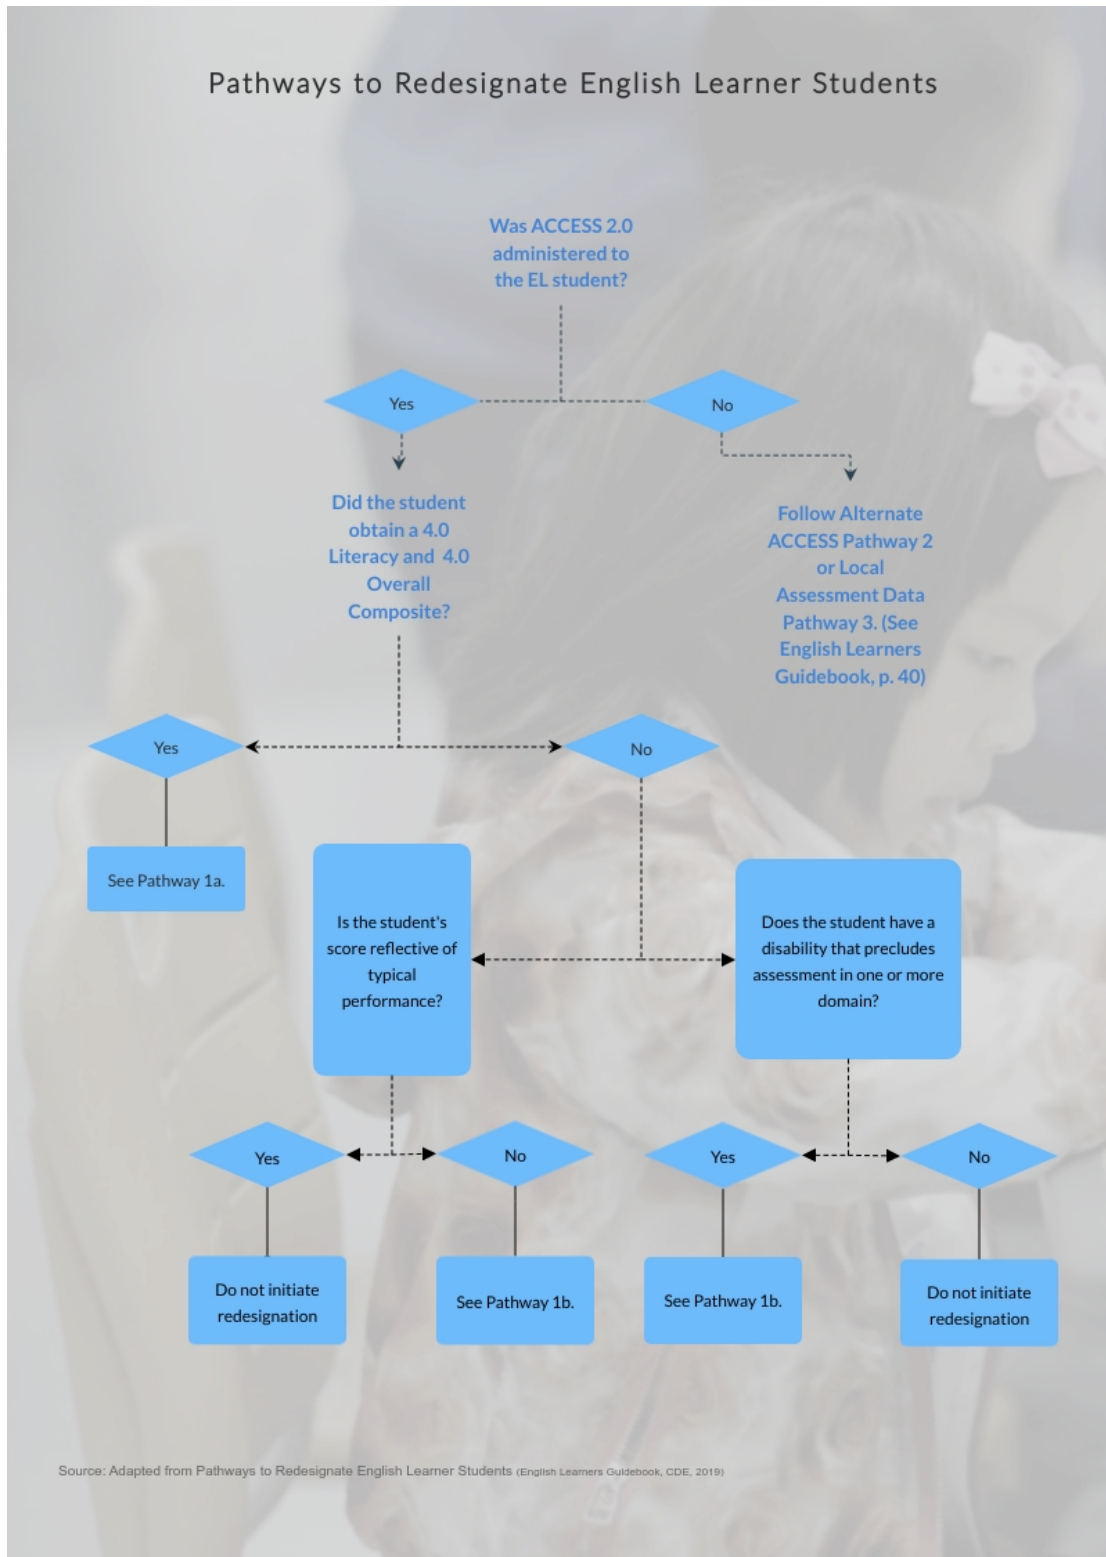 Pathways to Redesignate English Learner Students
Was ACCESS 2.0
administered to
the EL student?
Yes
No
Did the student
obtain a 4.0
Literacy and 4.0
Overall
Composite?
Follow Alternate
ACCESS Pathway 2
or Local
Assessment Data
Pathway 3. (See
English Learners
Guidebook, p. 40)
Yes
No
See Pathway 1a.
Is the student's
score reflective of
typical
performance?
Does the student have a
disability that precludes
assessment in one or more
domain?
Yes
No
Yes
No
Do not initiate
redesignation
See Pathway 1b.
See Pathway 1b.
Do not initiate
redesignation
Source: Adapted from Pathways to Redesignate English Learner Students (English Learners Guidebook, CDE, 2019)